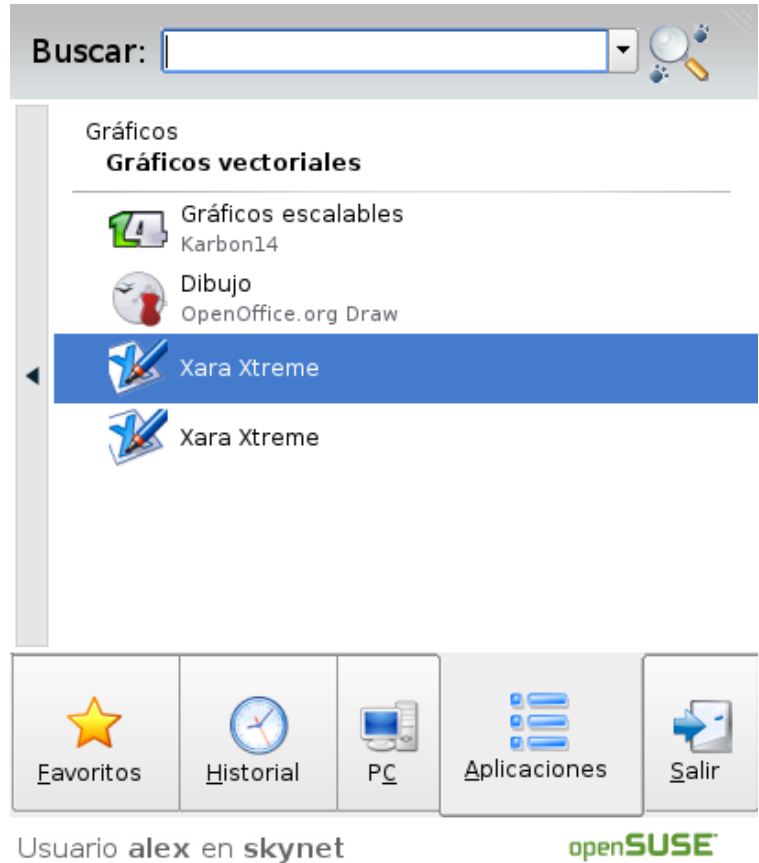 Buscar:
Gráficos
Gráficos vectoriales
Gráficos escalables
Karbon14
Dibujo
OpenOffice.org Draw
Xara Xtreme
Xara Xtreme
Favoritos
Historial
PC
Aplicaciones
Salir
Usuario alex en skynet
openSUSE